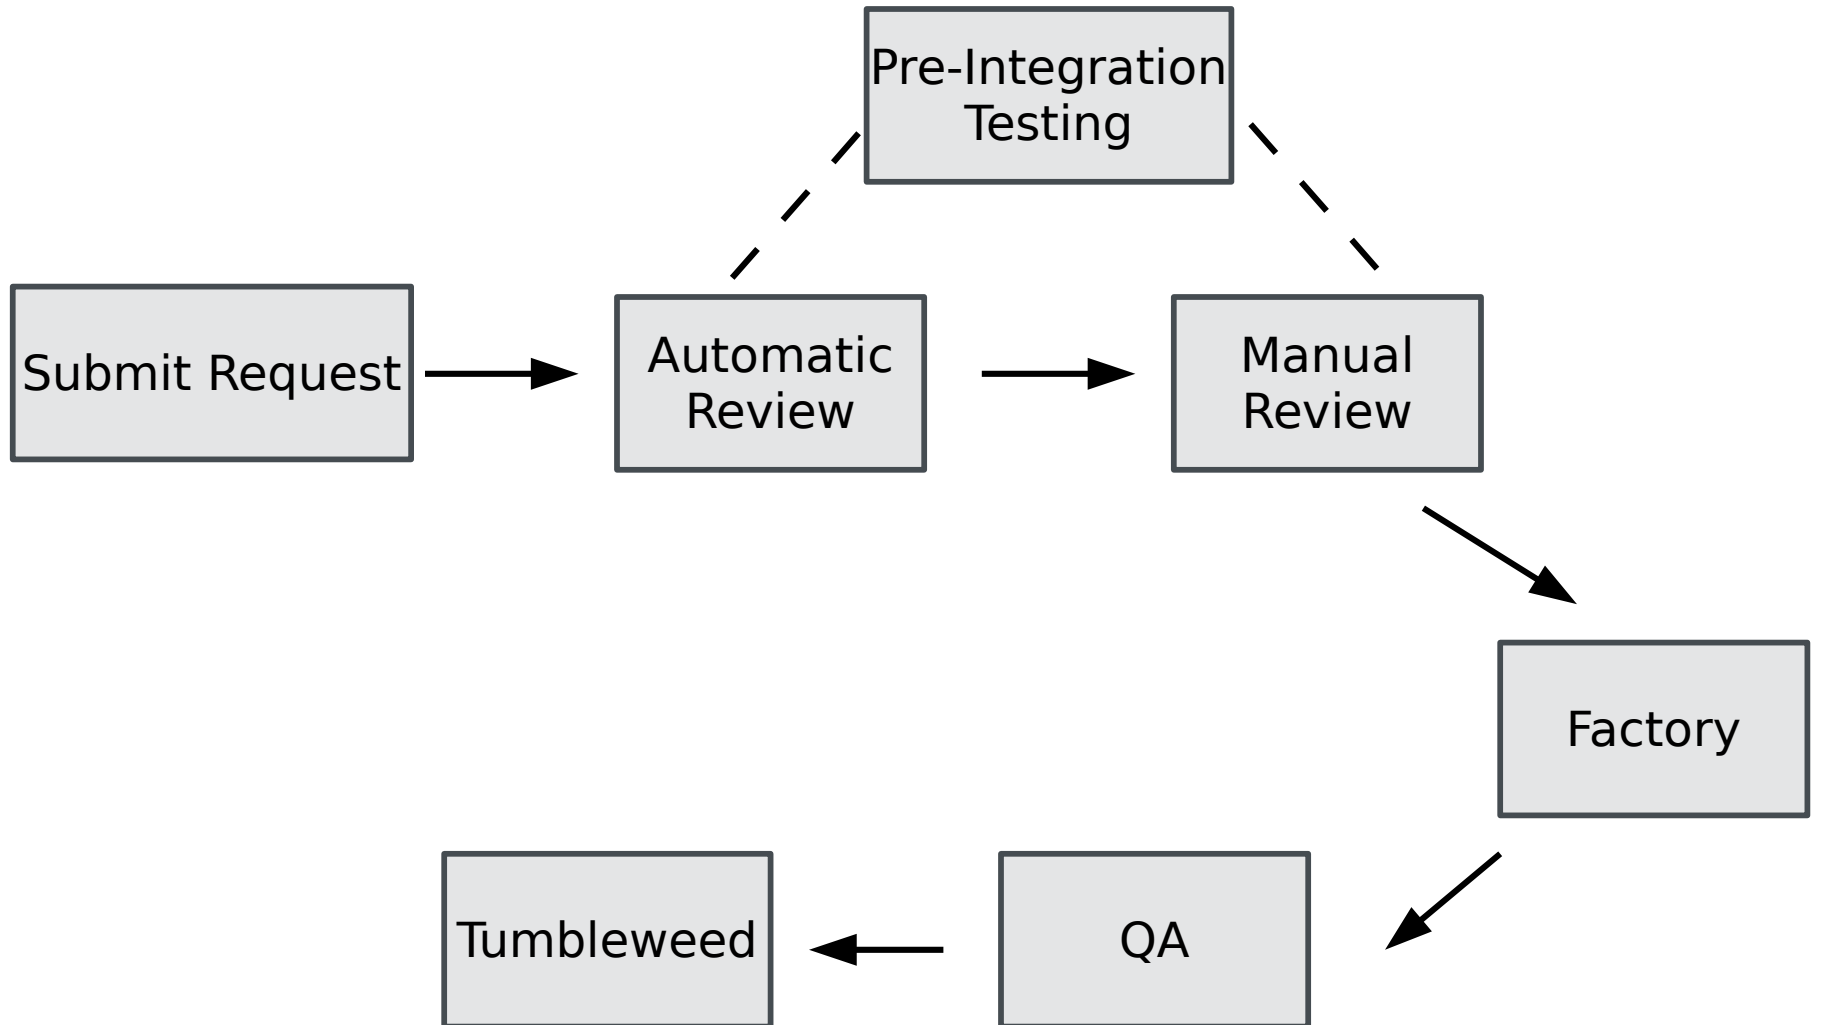 Pre-Integration
Testing
Submit Request
Automatic
Review
Manual
Review
Factory
Tumbleweed
QA